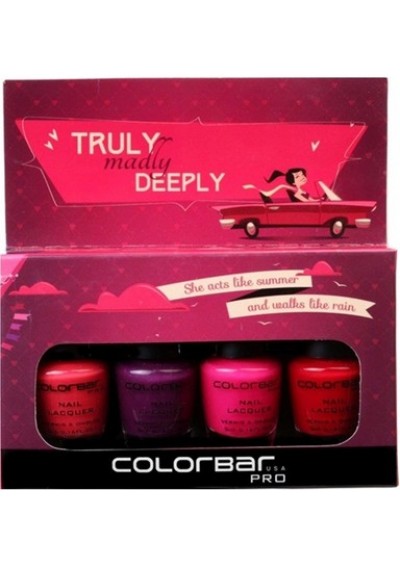 TRULY
madly
DEEPLY
She acts like summer
and walks like rain
COLORBAR
PRO
NAIL
LACQUER
NAIL
LACQUER
COLORBAR
NAIL
LACQUER
COLORBAR
NAIL
LACQUER
COLORBAR USA
PRO